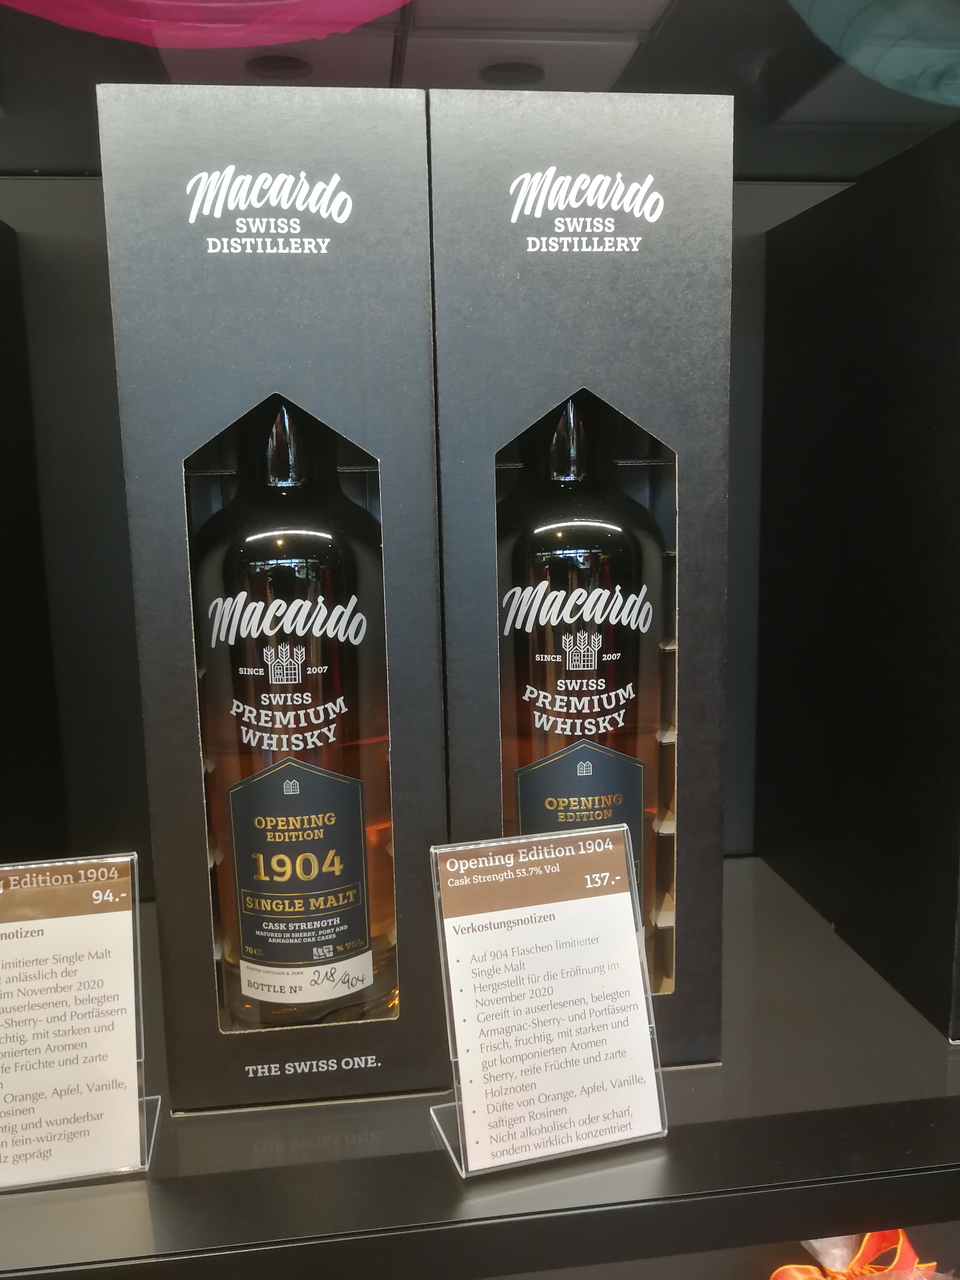 Macardo
SWISS
DISTILLERY
Macardo
SWISS
DISTILLERY
Macardo
SINCE 2007
SWISS
PREMIUM
WHISKY
OPENING
EDITION
1904
SINGLE MALT
CASK STRENGTH
MATURED IN SHERRY, PORT AND
ARMAGNAC OAK CASKS
70 CL % VOL
BOTTLE Nº 218/904
THE SWISS ONE.
Macardo
SINCE 2007
SWISS
PREMIUM
WHISKY
OPENING
EDITION
g Edition 1904
94.-
notizen
imitierter Single Malt
t anlässlich der
im November 2020
auserlesenen, belegten
-Sherry- und Portfässern
uchtig, mit starken und
ponierten Aromen
ife Früchte und zarte
n
Orange, Apfel, Vanille,
osinen
htig und wunderbar
on fein-würzigem
lz geprägt
Opening Edition 1904
Cask Strength 53.7% Vol
137.-
Verkostungsnotizen
• Auf 904 Flaschen limitierter
Single Malt
• Hergestellt für die Eröffnung im
November 2020
• Gereift in auserlesenen, belegten
Armagnac-Sherry- und Portfässern
• Frisch, fruchtig, mit starken und
gut komponierten Aromen
• Sherry, reife Früchte und zarte
Holznoten
• Düfte von Orange, Apfel, Vanille,
saftigen Rosinen
• Nicht alkoholisch oder scharf,
sondern wirklich konzentriert